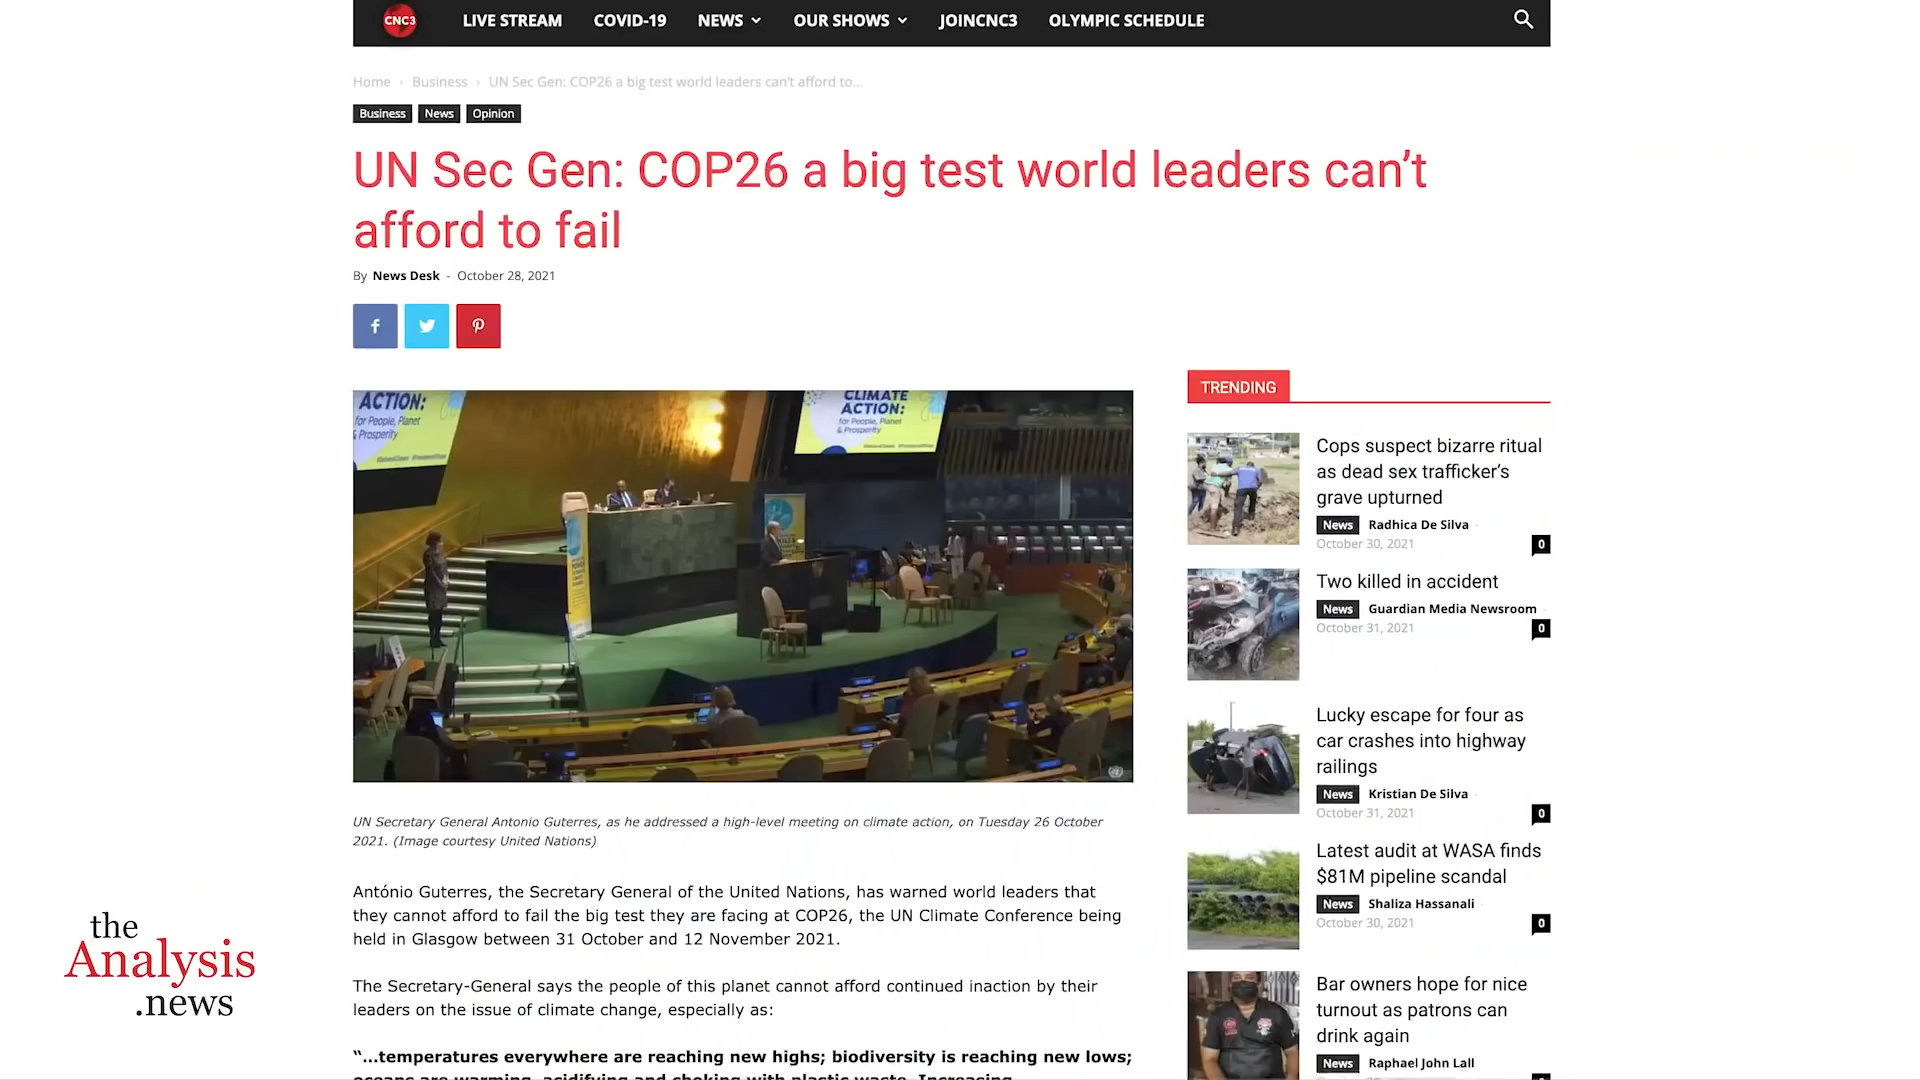 CNC3
LIVE STREAM COVID-19 NEWS OUR SHOWS JOINCNC3 OLYMPIC SCHEDULE
Home › Business › UN Sec Gen: COP26 a big test world leaders can't afford to...
Business News Opinion
UN Sec Gen: COP26 a big test world leaders can’t
afford to fail
By News Desk - October 28, 2021
ACTION:
for People, Planet
& Prosperity
CLIMATE
ACTION:
for People, Planet
& Prosperity
UN Secretary General Antonio Guterres, as he addressed a high-level meeting on climate action, on Tuesday 26 October
2021. (Image courtesy United Nations)
António Guterres, the Secretary General of the United Nations, has warned world leaders that
they cannot afford to fail the big test they are facing at COP26, the UN Climate Conference being
held in Glasgow between 31 October and 12 November 2021.
The Secretary-General says the people of this planet cannot afford continued inaction by their
leaders on the issue of climate change, especially as:
“...temperatures everywhere are reaching new highs; biodiversity is reaching new lows;
oceans are warming, acidifying and choking with plastic waste. Increasing
TRENDING
Cops suspect bizarre ritual
as dead sex trafficker’s
grave upturned
News Radhica De Silva -
October 30, 2021 0
Two killed in accident
News Guardian Media Newsroom -
October 31, 2021 0
Lucky escape for four as
car crashes into highway
railings
News Kristian De Silva -
October 31, 2021 0
Latest audit at WASA finds
$81M pipeline scandal
News Shaliza Hassanali -
October 30, 2021 0
Bar owners hope for nice
turnout as patrons can
drink again
News Raphael John Lall
the
Analysis
.news